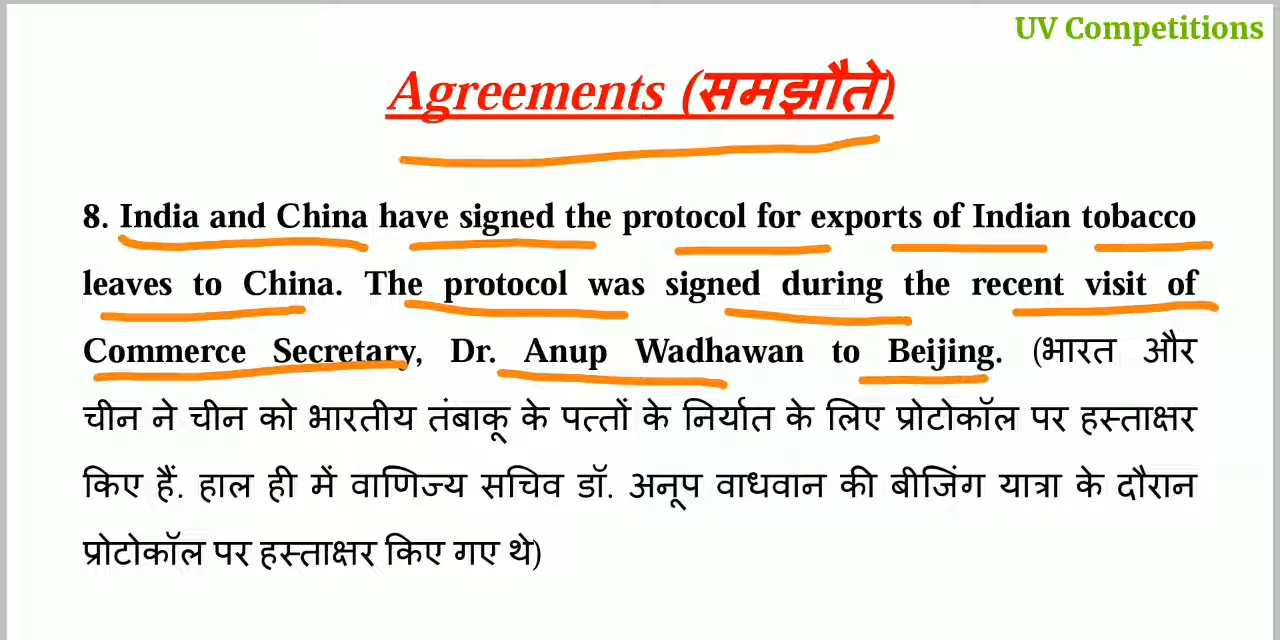 UV Competitions
Agreements (समझौते)
8. India and China have signed the protocol for exports of Indian tobacco
leaves to China. The protocol was signed during the recent visit of
Commerce Secretary, Dr. Anup Wadhawan to Beijing. (भारत और
चीन ने चीन को भारतीय तंबाकू के पत्तों के निर्यात के लिए प्रोटोकॉल पर हस्ताक्षर
किए हैं. हाल ही में वाणिज्य सचिव डॉ. अनूप वाधवान की बीजिंग यात्रा के दौरान
प्रोटोकॉल पर हस्ताक्षर किए गए थे)